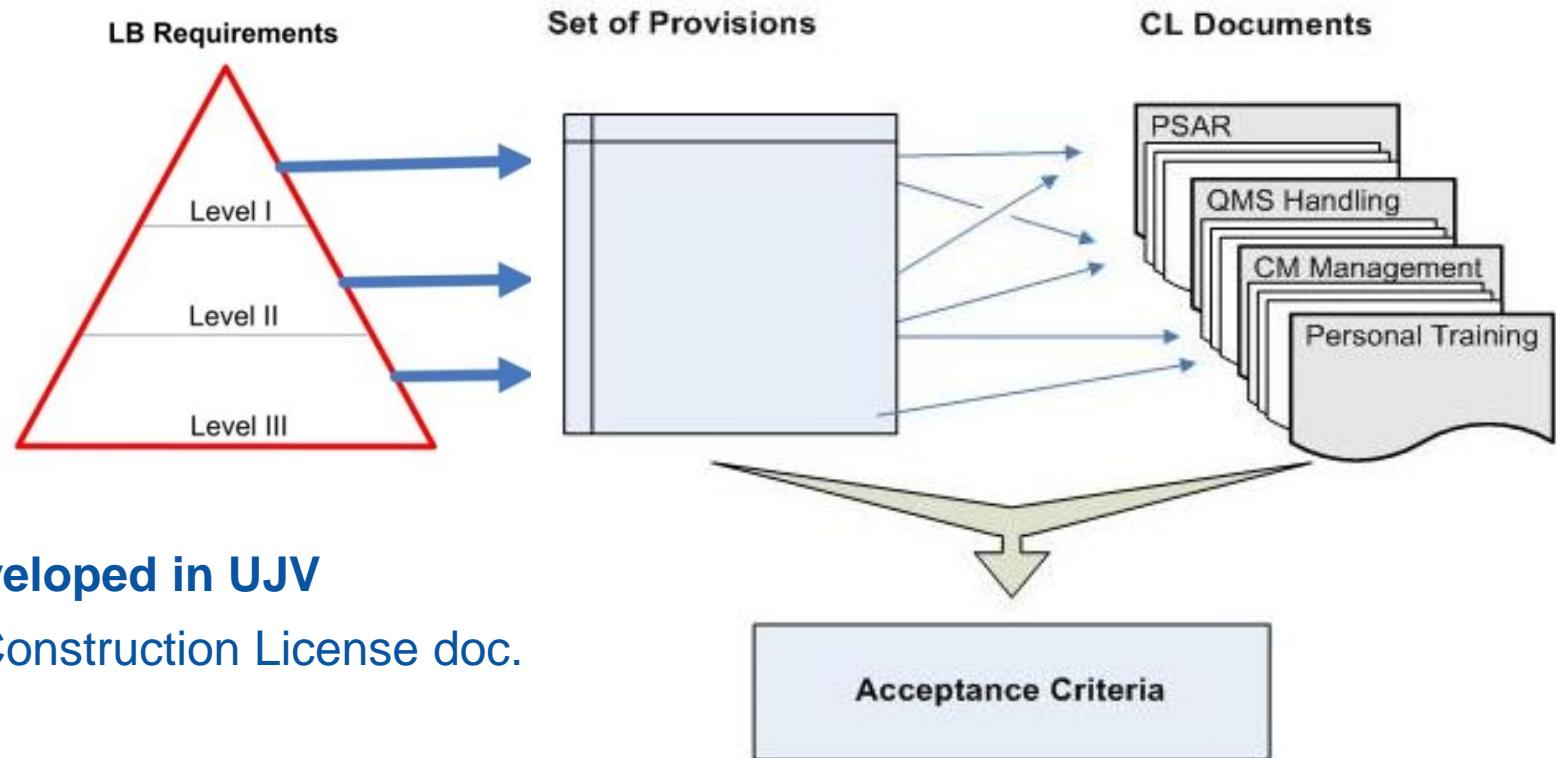 LB Requirements
Set of Provisions
CL Documents
Level I
Level II
Level III
PSAR
QMS Handling
CM Management
Personal Training
veloped in UJV
Construction License doc.
Acceptance Criteria